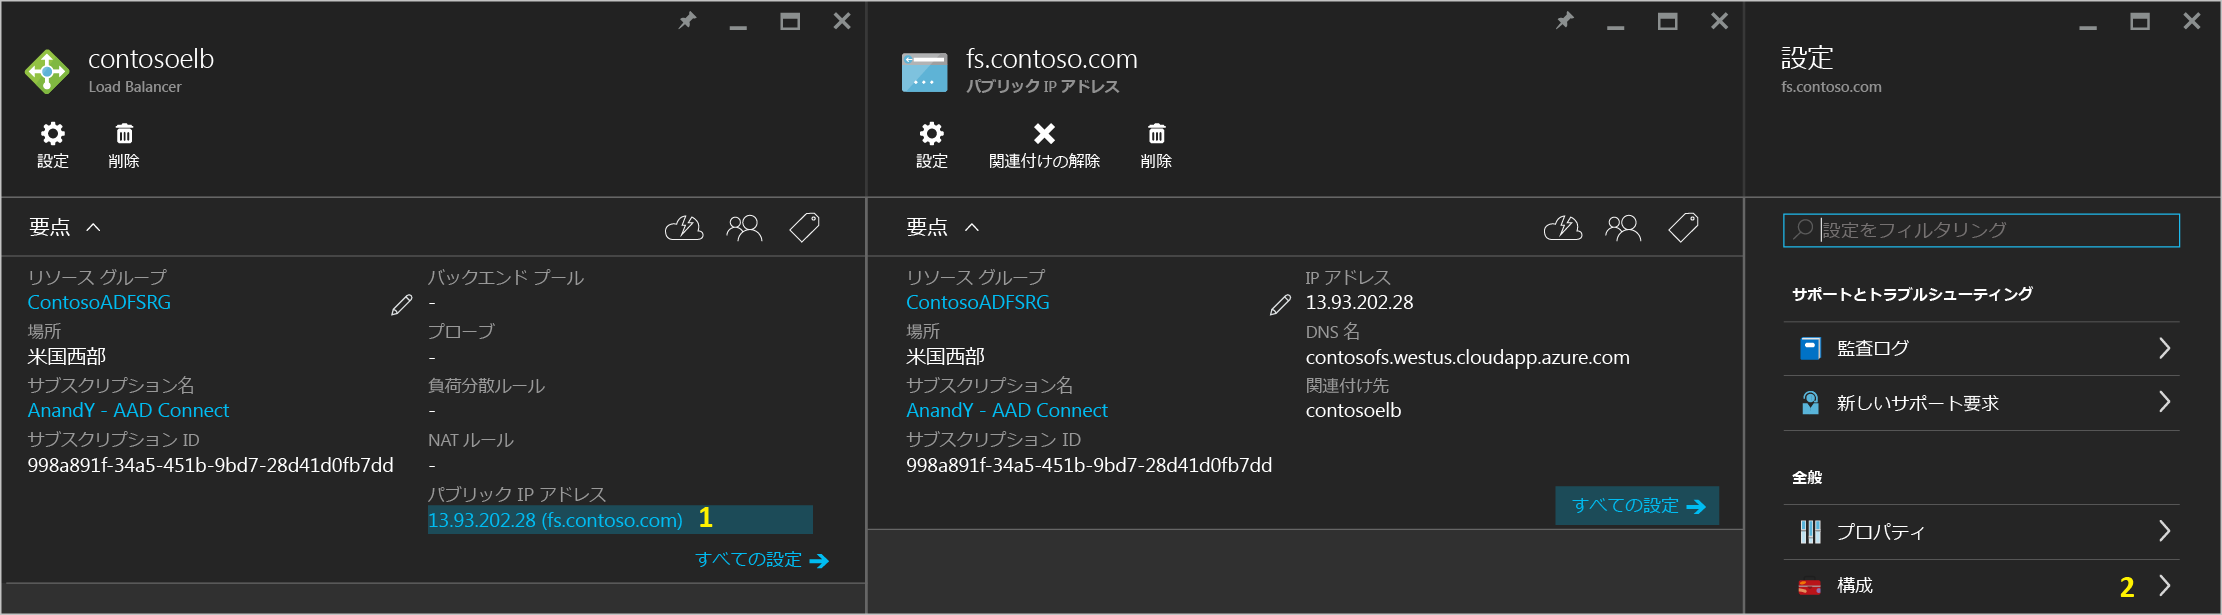 contosoelb
Load Balancer
設定
削除
要点
リソース グループ
ContosoADFSRG
場所
米国西部
サブスクリプション名
AnandY - AAD Connect
サブスクリプション ID
998a891f-34a5-451b-9bd7-28d41d0fb7dd
バックエンド プール
-
プローブ
-
負荷分散ルール
-
NAT ルール
-
パブリック IP アドレス
13.93.202.28 (fs.contoso.com) 1
すべての設定
fs.contoso.com
パブリック IP アドレス
設定
関連付けの解除
削除
要点
リソース グループ
ContosoADFSRG
場所
米国西部
サブスクリプション名
AnandY - AAD Connect
サブスクリプション ID
998a891f-34a5-451b-9bd7-28d41d0fb7dd
IP アドレス
13.93.202.28
DNS 名
contosofs.westus.cloudapp.azure.com
関連付け先
contosoelb
すべての設定
設定
fs.contoso.com
設定をフィルタリング
サポートとトラブルシューティング
監査ログ
新しいサポート要求
全般
プロパティ
構成 2